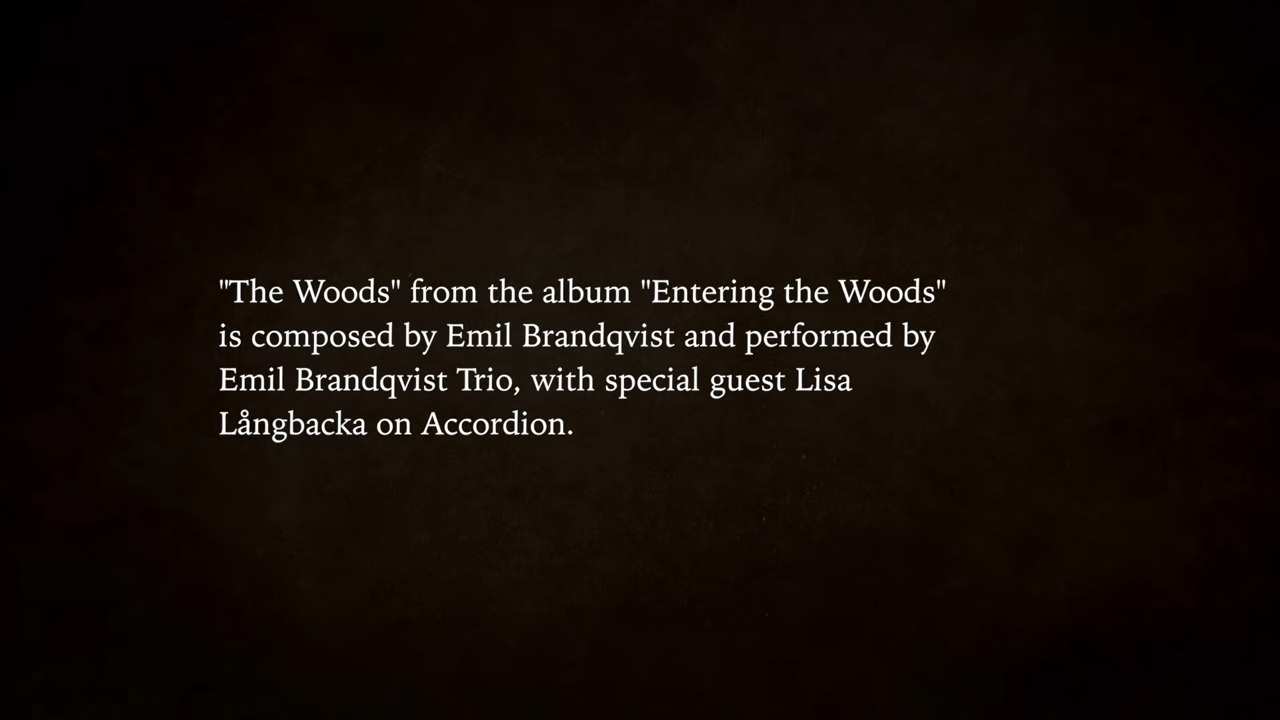 "The Woods" from the album "Entering the Woods"
is composed by Emil Brandqvist and performed by
Emil Brandqvist Trio, with special guest Lisa
Långbacka on Accordion.